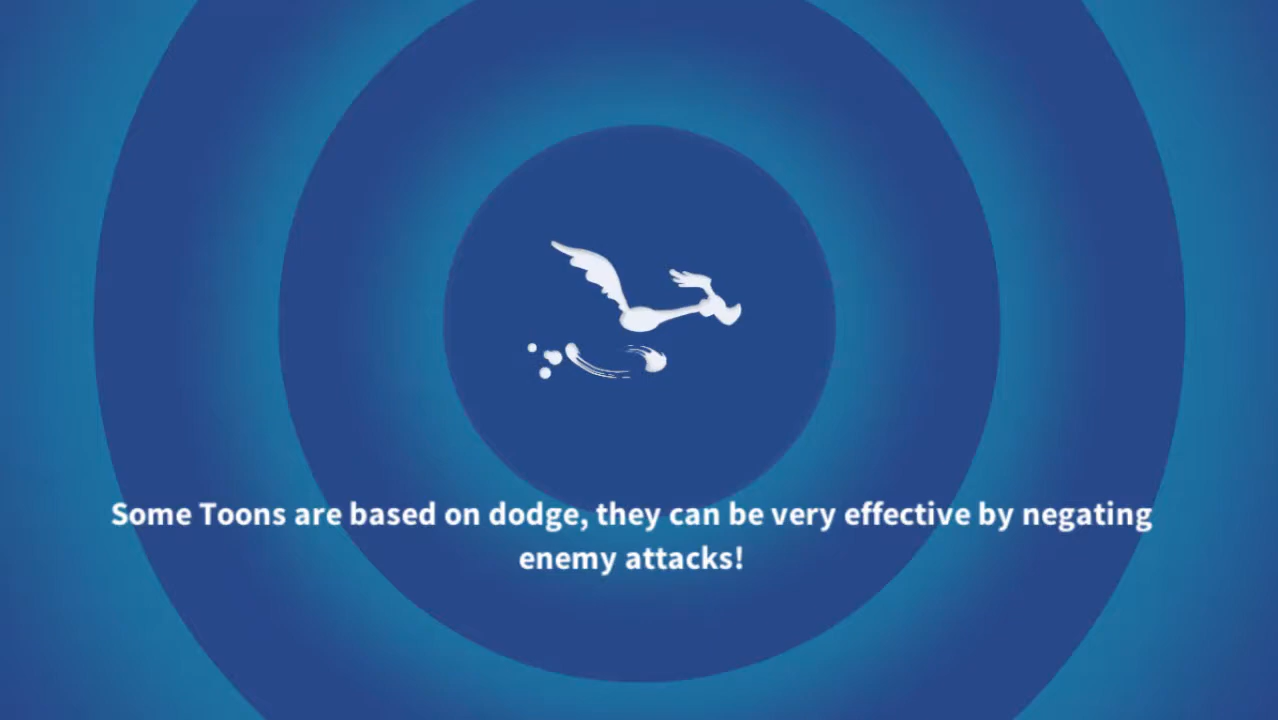 Some Toons are based on dodge, they can be very effective by negating
enemy attacks!